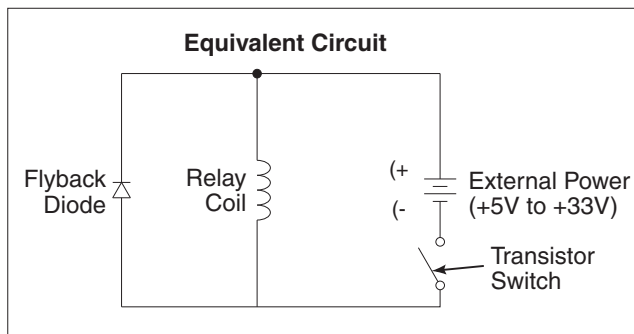 Equivalent Circuit
Flyback
Diode
Relay
Coil
(+
(-
External Power
(+5V to +33V)
Transistor
Switch